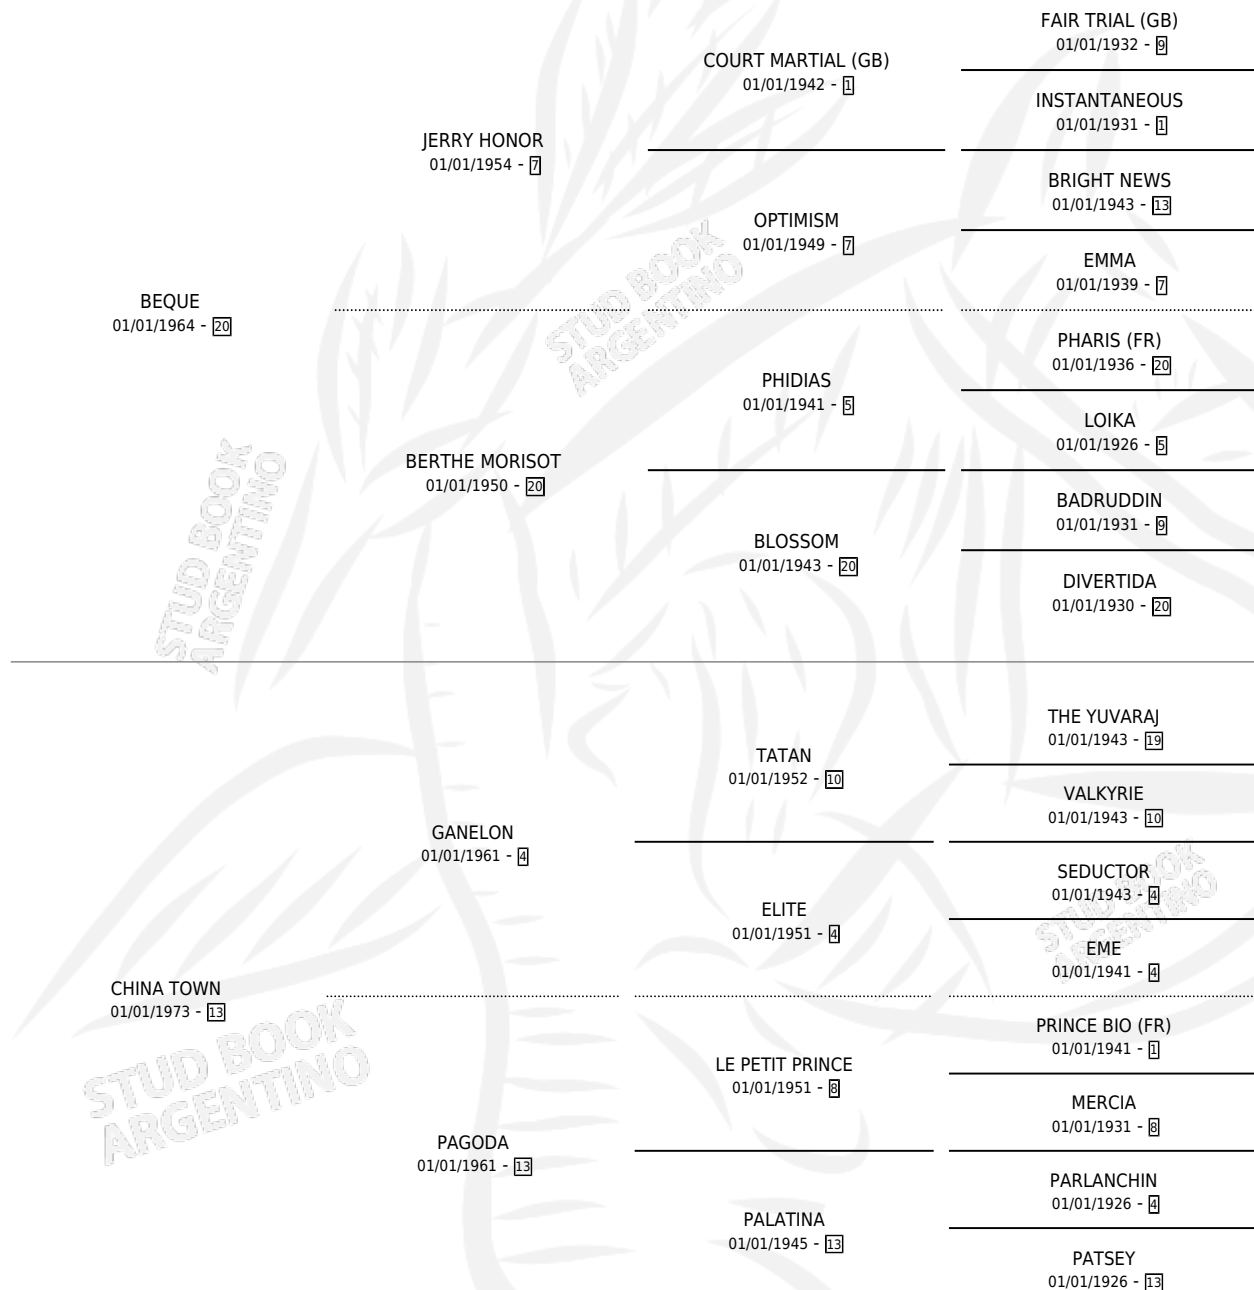 FAIR TRIAL (GB)
01/01/1932 - 9
COURT MARTIAL (GB)
01/01/1942 - 1
INSTANTANEOUS
01/01/1931 - 1
JERRY HONOR
01/01/1954 - 7
BRIGHT NEWS
01/01/1943 - 13
OPTIMISM
01/01/1949 - 7
EMMA
01/01/1939 - 7
BEQUE
01/01/1964 - 20
PHARIS (FR)
01/01/1936 - 20
PHIDIAS
01/01/1941 - 5
LOIKA
01/01/1926 - 5
BERTHE MORISOT
01/01/1950 - 20
BADRUDDIN
01/01/1931 - 9
BLOSSOM
01/01/1943 - 20
DIVERTIDA
01/01/1930 - 20
THE YUVARAJ
01/01/1943 - 19
TATAN
01/01/1952 - 10
VALKYRIE
01/01/1943 - 10
GANELON
01/01/1961 - 4
SEDUCTOR
01/01/1943 - 4
ELITE
01/01/1951 - 4
EME
01/01/1941 - 4
CHINA TOWN
01/01/1973 - 13
PRINCE BIO (FR)
01/01/1941 - 1
LE PETIT PRINCE
01/01/1951 - 8
MERCIA
01/01/1931 - 8
PAGODA
01/01/1961 - 13
PARLANCHIN
01/01/1926 - 4
PALATINA
01/01/1945 - 13
PATSEY
01/01/1926 - 13
STUD BOOK
ARGENTINO
STUD BOOK
ARGENTINO
STUD BOOK
ARGENTINO
STUD BOOK
ARGENTINO